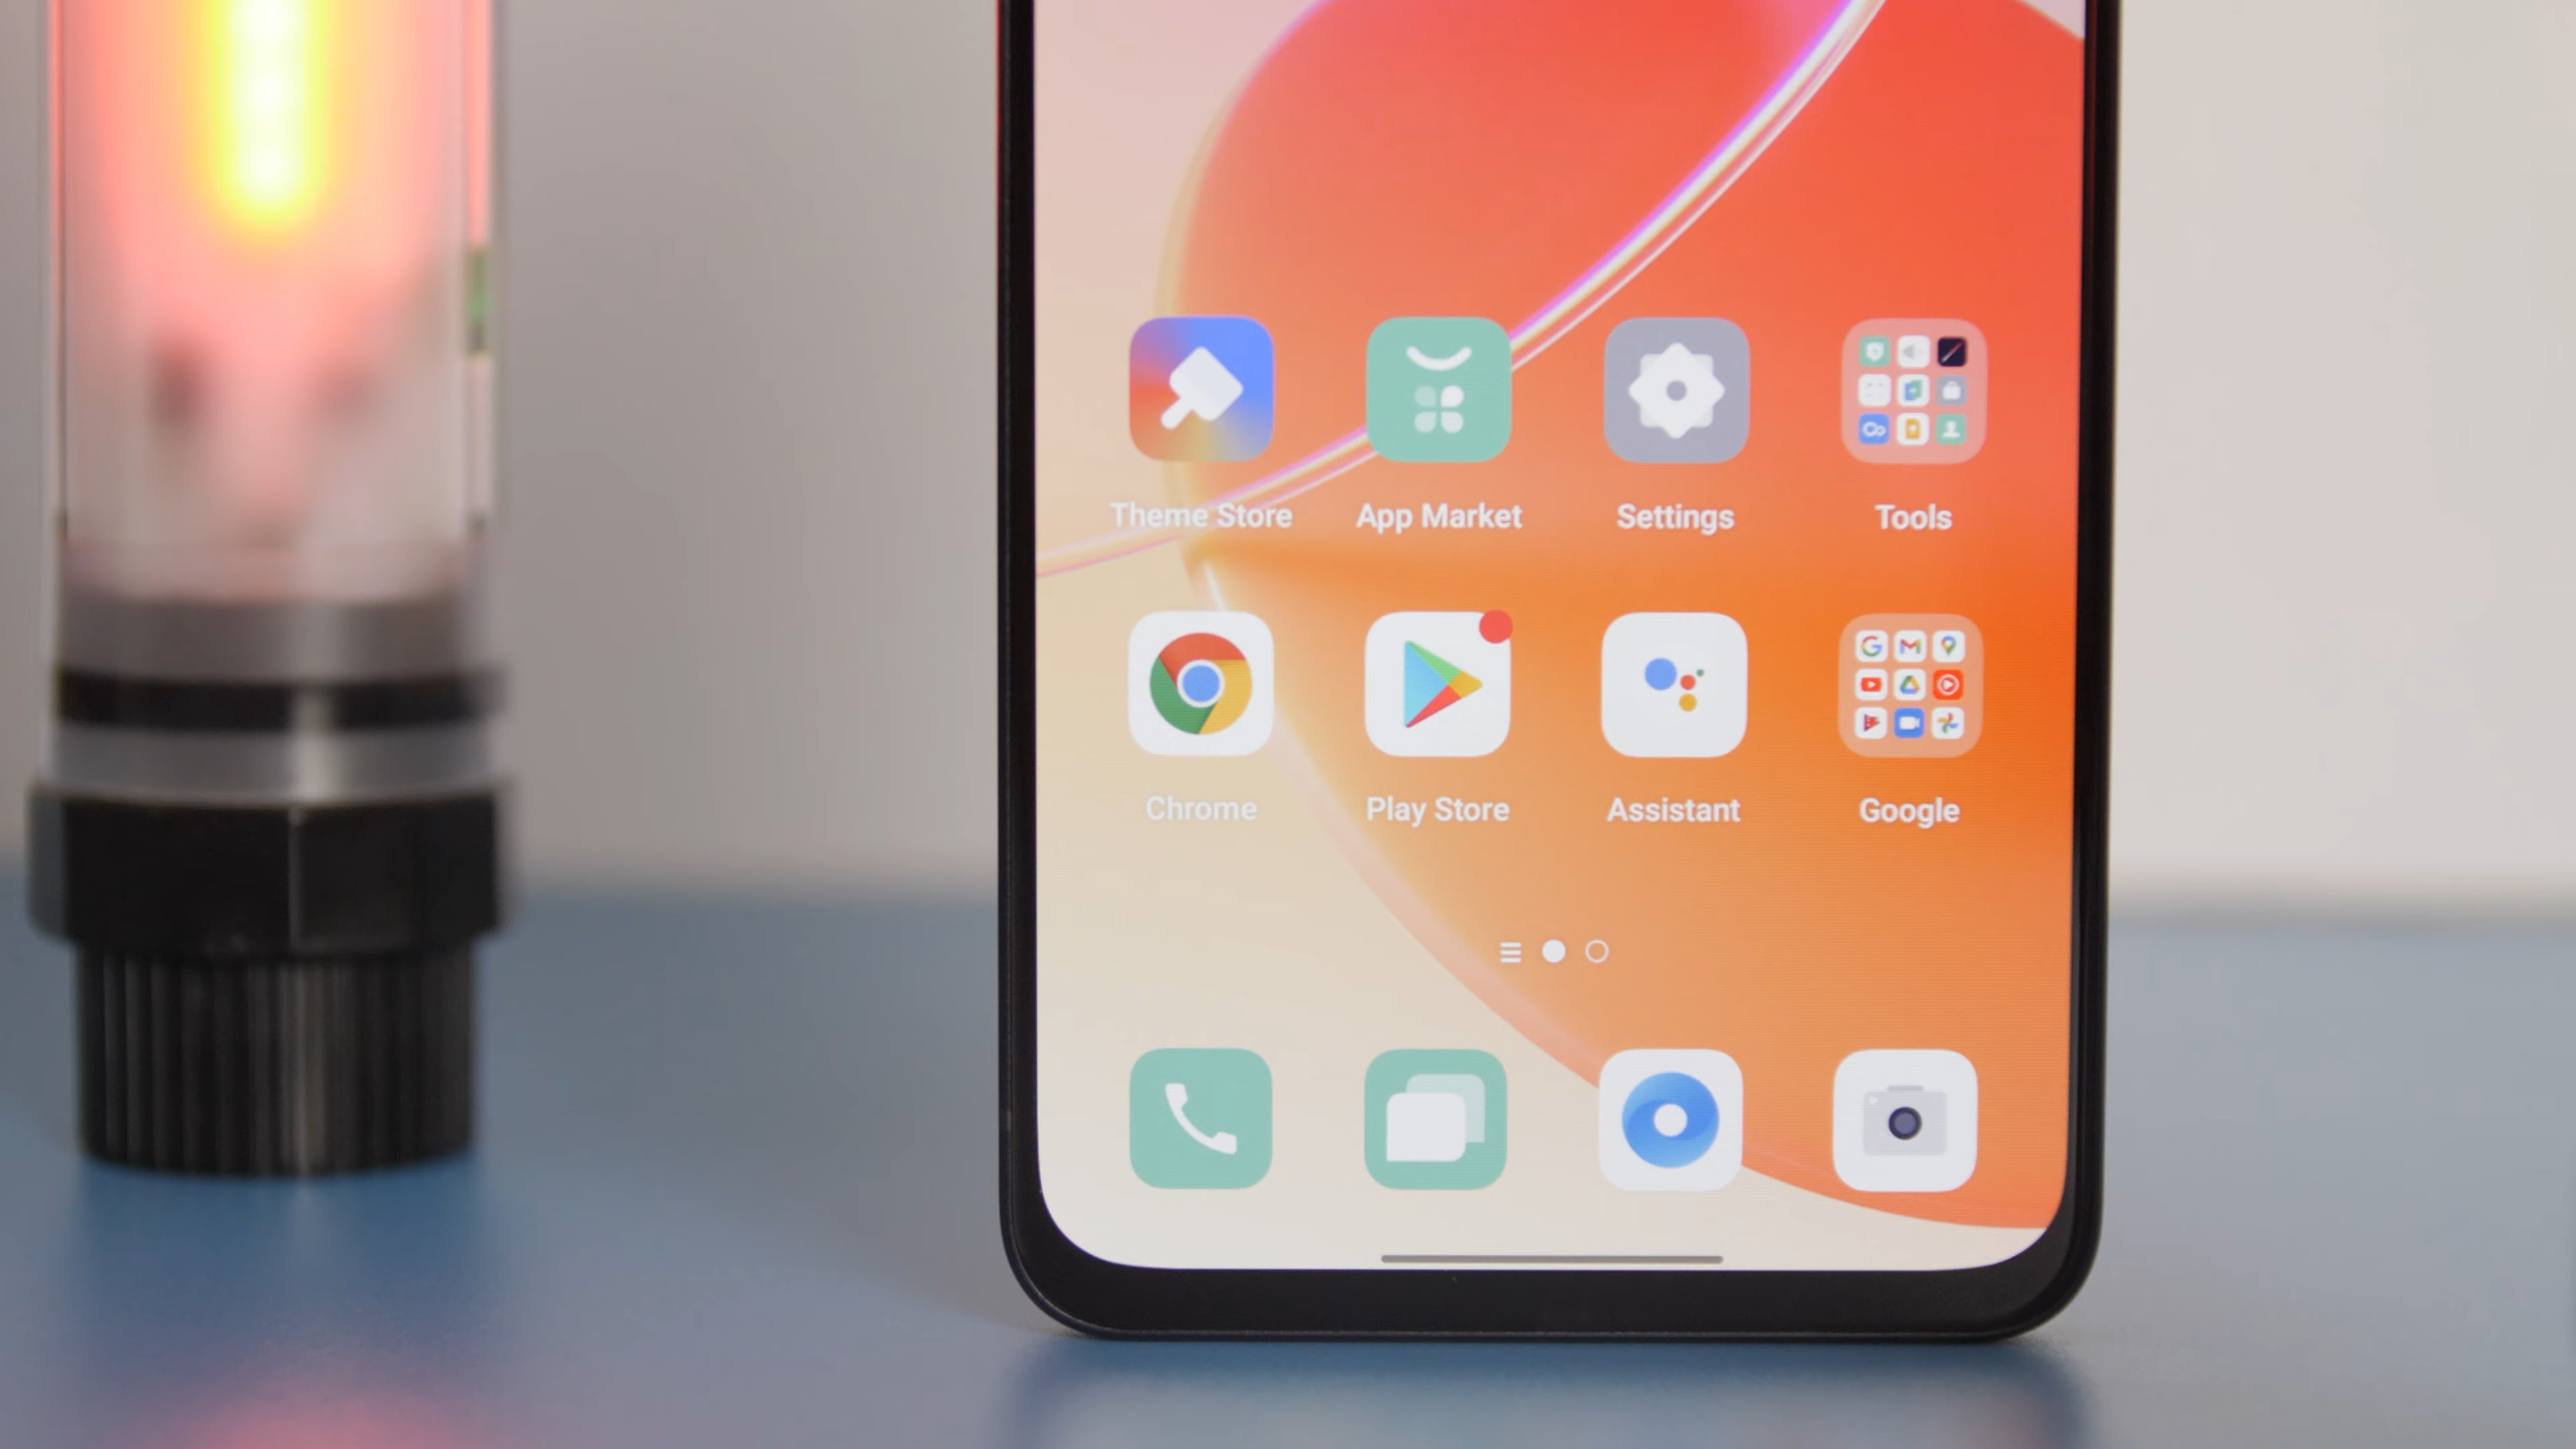 Theme Store
App Market
Settings
Tools
Chrome
Play Store
Assistant
Google